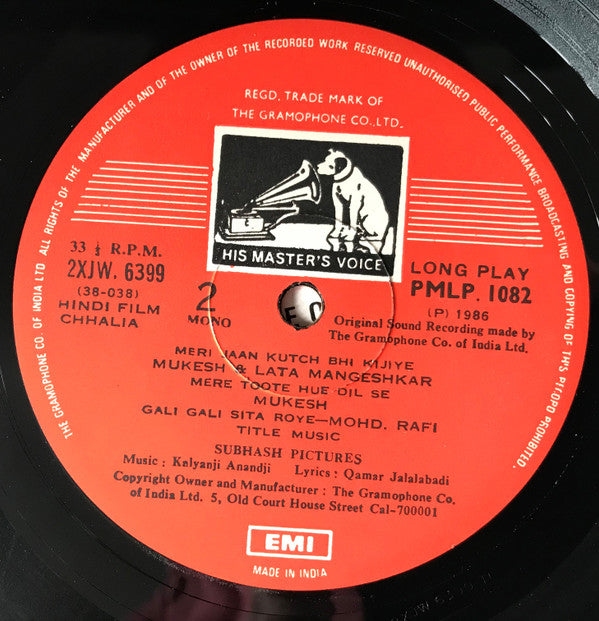 THE GRAMOPHONE CO. OF INDIA LTD ALL RIGHTS OF THE MANUFACTURER AND OF THE OWNER OF THE RECORDED WORK RESERVED UNAUTHORISED PUBLIC PERFORMANCE BROADCASTING AND COPYING OF THIS RECORD PROHIBITED.
REGD. TRADE MARK OF
THE GRAMOPHONE CO., LTD.
HIS MASTER'S VOICE
33 ⅓ R.P.M.
2XJW. 6399
(38-038)
HINDI FILM
CHHALIA
2
MONO
LONG PLAY
PMLP. 1082
(P) 1986
Original Sound Recording made by
The Gramophone Co. of India Ltd.
MERI JAAN KUTCH BHI KIJIYE
MUKESH & LATA MANGESHKAR
MERE TOOTE HUE DIL SE
MUKESH
GALI GALI SITA ROYE—MOHD. RAFI
TITLE MUSIC
SUBHASH PICTURES
Music : Kalyanji Anandji Lyrics : Qamar Jalalabadi
Copyright Owner and Manufacturer : The Gramophone Co.
of India Ltd. 5, Old Court House Street Cal-700001
EMI
MADE IN INDIA